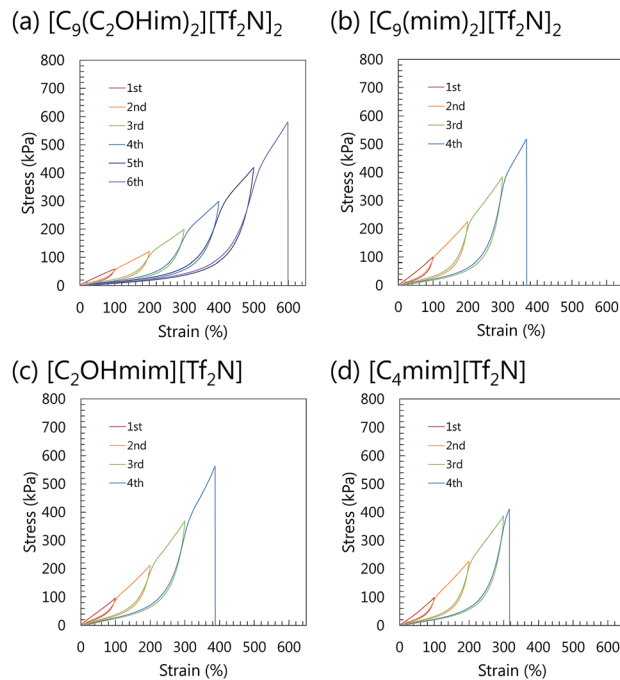 (a) [C₉(C₂OHim)₂][Tf₂N]₂
800
700
600
500
400
300
200
100
0
Stress (kPa)
1st
2nd
3rd
4th
5th
6th
0 100 200 300 400 500 600
Strain (%)
(b) [C₉(mim)₂][Tf₂N]₂
800
700
600
500
400
300
200
100
0
Stress (kPa)
1st
2nd
3rd
4th
0 100 200 300 400 500 600
Strain (%)
(c) [C₂OHmim][Tf₂N]
800
700
600
500
400
300
200
100
0
Stress (kPa)
1st
2nd
3rd
4th
0 100 200 300 400 500 600
Strain (%)
(d) [C₄mim][Tf₂N]
800
700
600
500
400
300
200
100
0
Stress (kPa)
1st
2nd
3rd
4th
0 100 200 300 400 500 600
Strain (%)